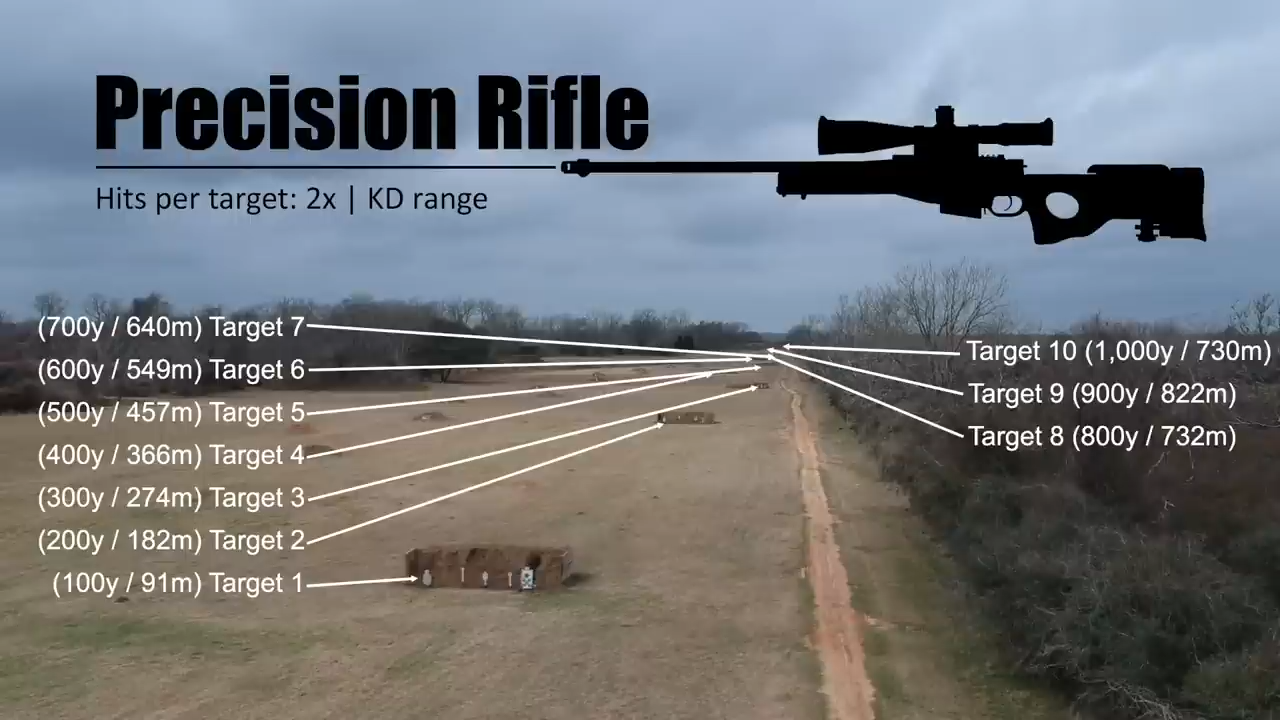 Precision Rifle
Hits per target: 2x | KD range
(700y / 640m) Target 7
(600y / 549m) Target 6
(500y / 457m) Target 5
(400y / 366m) Target 4
(300y / 274m) Target 3
(200y / 182m) Target 2
(100y / 91m) Target 1
Target 10 (1,000y / 730m)
Target 9 (900y / 822m)
Target 8 (800y / 732m)